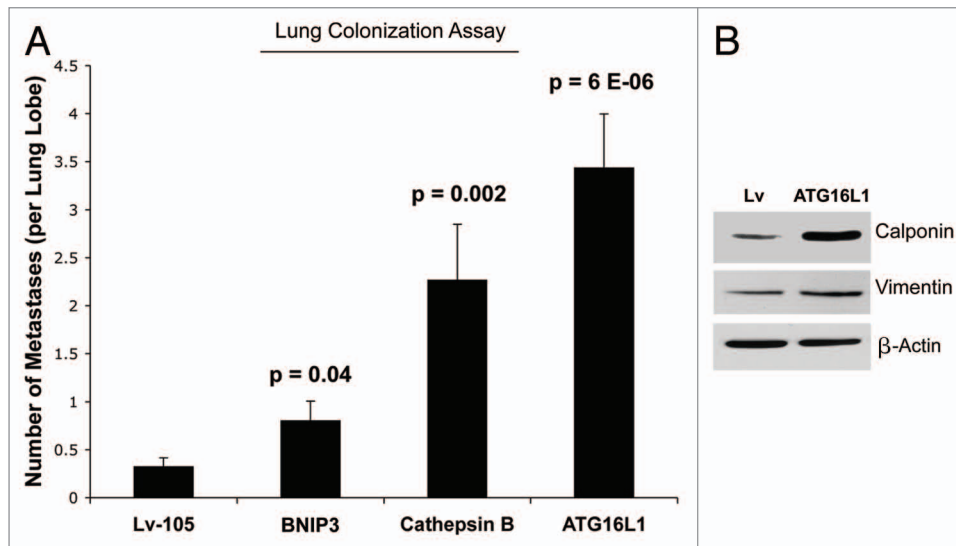 A
Lung Colonization Assay
Number of Metastases (per Lung Lobe)
4.5
4
3.5
3
2.5
2
1.5
1
0.5
0
p = 0.04
p = 0.002
p = 6 E-06
Lv-105 BNIP3 Cathepsin B ATG16L1
B
Lv ATG16L1
Calponin
Vimentin
β-Actin